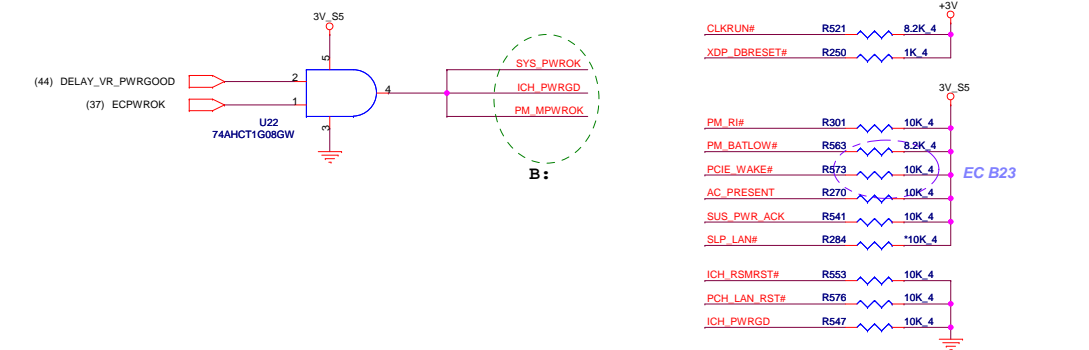 3V_S5
5
(44) DELAY_VR_PWRGOOD
2
(37) ECPWROK
1
4
3
U22
74AHCT1G08GW
SYS_PWROK
ICH_PWRGD
PM_MPWROK
B:
+3V
CLKRUN# R521 8.2K_4
XDP_DBRESET# R250 1K_4
3V_S5
PM_RI# R301 10K_4
PM_BATLOW# R563 8.2K_4
PCIE_WAKE# R573 10K_4
EC B23
AC_PRESENT R270 10K_4
SUS_PWR_ACK R541 10K_4
SLP_LAN# R284 *10K_4
ICH_RSMRST# R553 10K_4
PCH_LAN_RST# R576 10K_4
ICH_PWRGD R547 10K_4